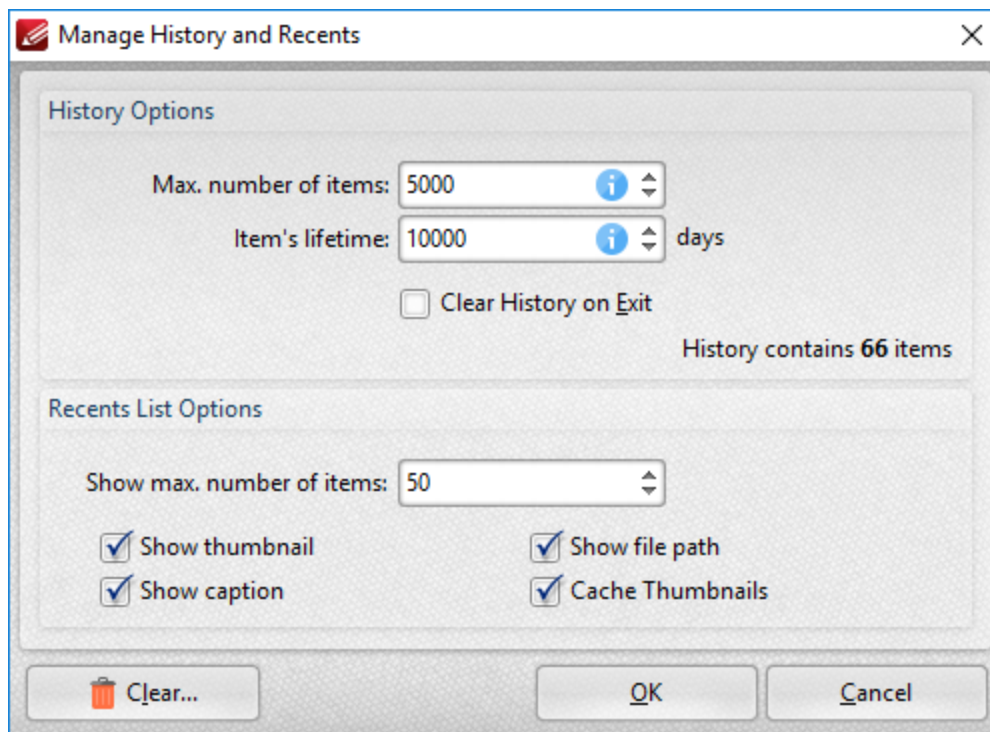 Manage History and Recents
History Options
Max. number of items: 5000
Item's lifetime: 10000 days
Clear History on Exit
History contains 66 items
Recents List Options
Show max. number of items: 50
Show thumbnail Show file path
Show caption Cache Thumbnails
Clear... OK Cancel